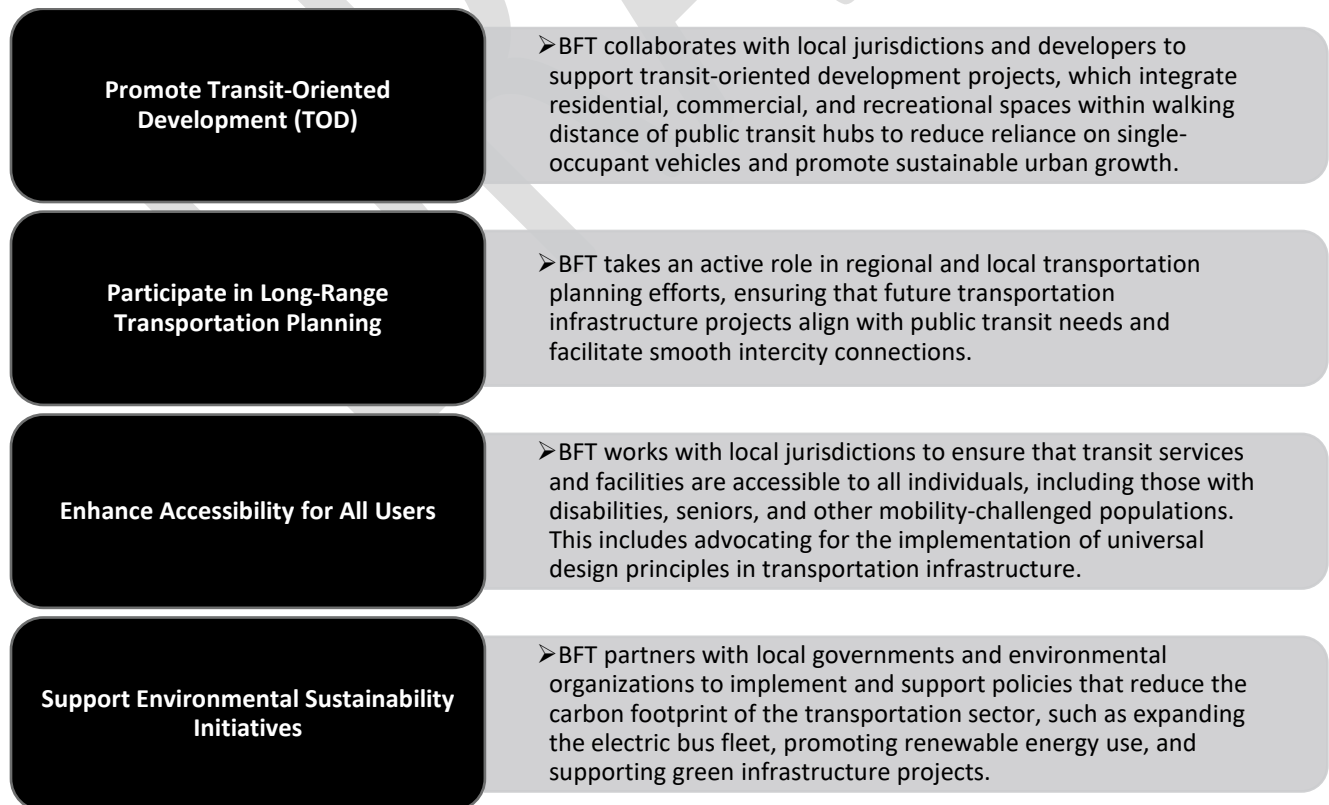 Promote Transit-Oriented
Development (TOD)
➢BFT collaborates with local jurisdictions and developers to
support transit-oriented development projects, which integrate
residential, commercial, and recreational spaces within walking
distance of public transit hubs to reduce reliance on single-
occupant vehicles and promote sustainable urban growth.
Participate in Long-Range
Transportation Planning
➢BFT takes an active role in regional and local transportation
planning efforts, ensuring that future transportation
infrastructure projects align with public transit needs and
facilitate smooth intercity connections.
Enhance Accessibility for All Users
➢BFT works with local jurisdictions to ensure that transit services
and facilities are accessible to all individuals, including those with
disabilities, seniors, and other mobility-challenged populations.
This includes advocating for the implementation of universal
design principles in transportation infrastructure.
Support Environmental Sustainability
Initiatives
➢BFT partners with local governments and environmental
organizations to implement and support policies that reduce the
carbon footprint of the transportation sector, such as expanding
the electric bus fleet, promoting renewable energy use, and
supporting green infrastructure projects.